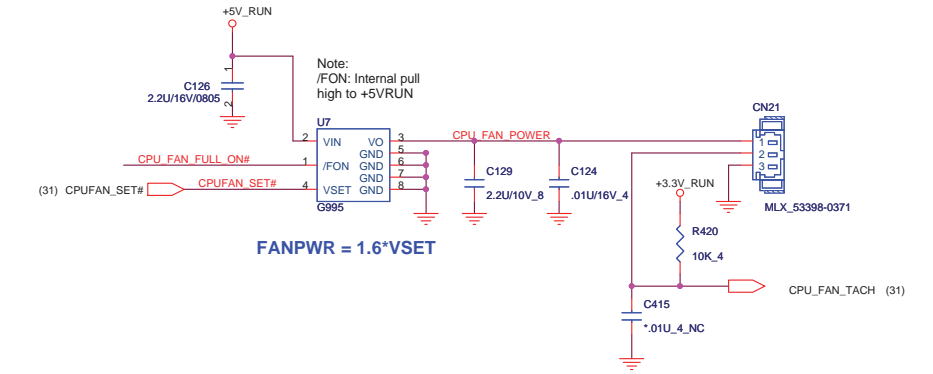 +5V_RUN
1
C126
2.2U/16V/0805
2
Note:
/FON: Internal pull
high to +5VRUN
U7
2
VIN
VO
3
GND
5
1
/FON
GND
6
GND
7
4
VSET
GND
8
G995
CPU_FAN_FULL_ON#
(31) CPUFAN_SET#
CPUFAN_SET#
FANPWR = 1.6*VSET
CPU_FAN_POWER
C129
2.2U/10V_8
C124
.01U/16V_4
CN21
1
2
3
MLX_53398-0371
+3.3V_RUN
R420
10K_4
CPU_FAN_TACH (31)
C415
*.01U_4_NC